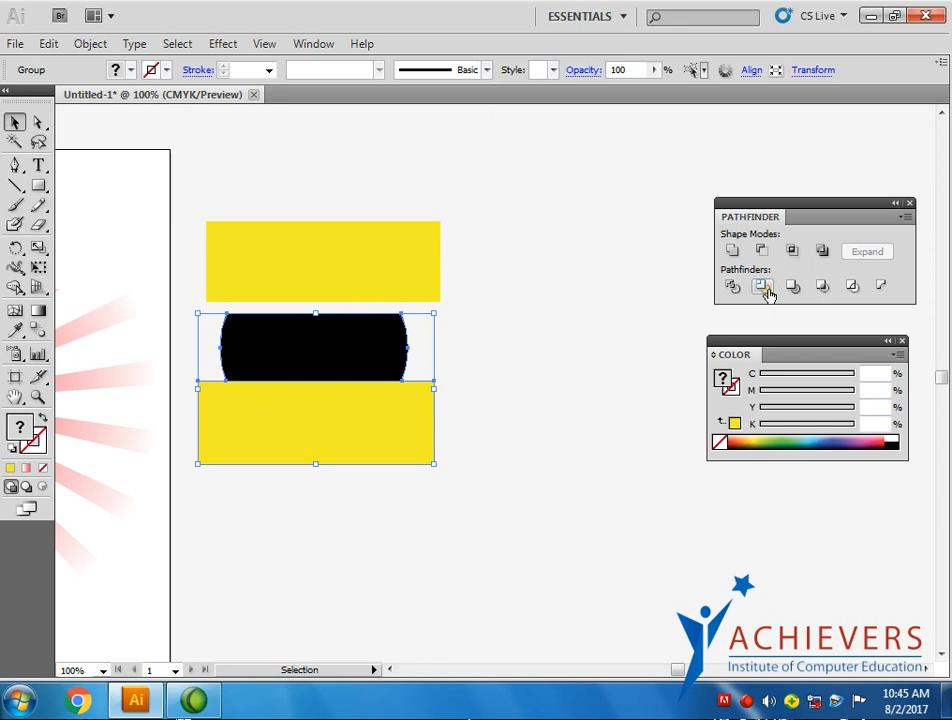 Ai
Br
ESSENTIALS
CS Live
File Edit Object Type Select Effect View Window Help
Group
?
Stroke:
Basic
Style:
Opacity: 100 %
Align
Transform
Untitled-1* @ 100% (CMYK/Preview)
T
PATHFINDER
Shape Modes:
Expand
Pathfinders:
COLOR
? C %
M %
Y %
K %
?
ACHIEVERS
Institute of Computer Education
100% 1 Selection
Ai
10:45 AM
8/2/2017